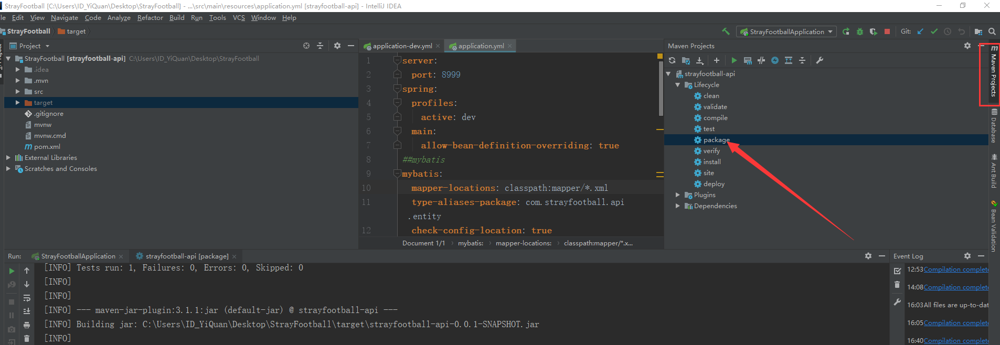 StrayFootball [C:\Users\ID_YiQuan\Desktop\StrayFootball] - ...\src\main\resources\application.yml [strayfootball-api] - IntelliJ IDEA
le Edit View Navigate Code Analyze Refactor Build Run Tools VCS Window Help
StrayFootball target
StrayFootballApplication Git:
Project
StrayFootball [strayfootball-api] C:\Users\ID_YiQuan\Desktop\StrayFootball
.idea
.mvn
src
target
.gitignore
mvnw
mvnw.cmd
pom.xml
External Libraries
Scratches and Consoles
application-dev.yml application.yml
1 server:
2 port: 8999
3 spring:
4 profiles:
5 active: dev
6 main:
7 allow-bean-definition-overriding: true
8 ##mybatis
9 mybatis:
10 mapper-locations: classpath:mapper/*.xml
11 type-aliases-package: com.strayfootball.api
.entity
12 check-config-location: true
Document 1/1 mybatis: mapper-locations: classpath:mapper/*.x...
Maven Projects
strayfootball-api
Lifecycle
clean
validate
compile
test
package
verify
install
site
deploy
Plugins
Dependencies
Maven Projects
Database
Ant Build
Bean Validation
Run: StrayFootballApplication strayfootball-api [package]
[INFO] Tests run: 1, Failures: 0, Errors: 0, Skipped: 0
[INFO]
[INFO]
[INFO] --- maven-jar-plugin:3.1.1:jar (default-jar) @ strayfootball-api ---
[INFO] Building jar: C:\Users\ID_YiQuan\Desktop\StrayFootball\target\strayfootball-api-0.0.1-SNAPSHOT.jar
[INFO]
Event Log
12:53 Compilation complete
14:08 Compilation complete
16:03 All files are up-to-dat
16:05 Compilation complete
16:40 Compilation complete